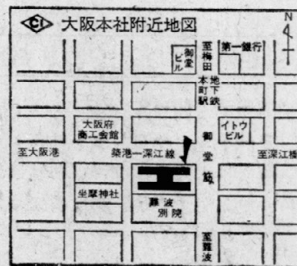 CI 大阪本社附近地図
N
至梅田
御堂ビル
第一銀行
地下鉄
本町駅
大阪府
商工会館
御堂筋
イトウ
ビル
至大阪港
築港ー深江線
至深江橋
坐摩神社
難波
別院
至難波